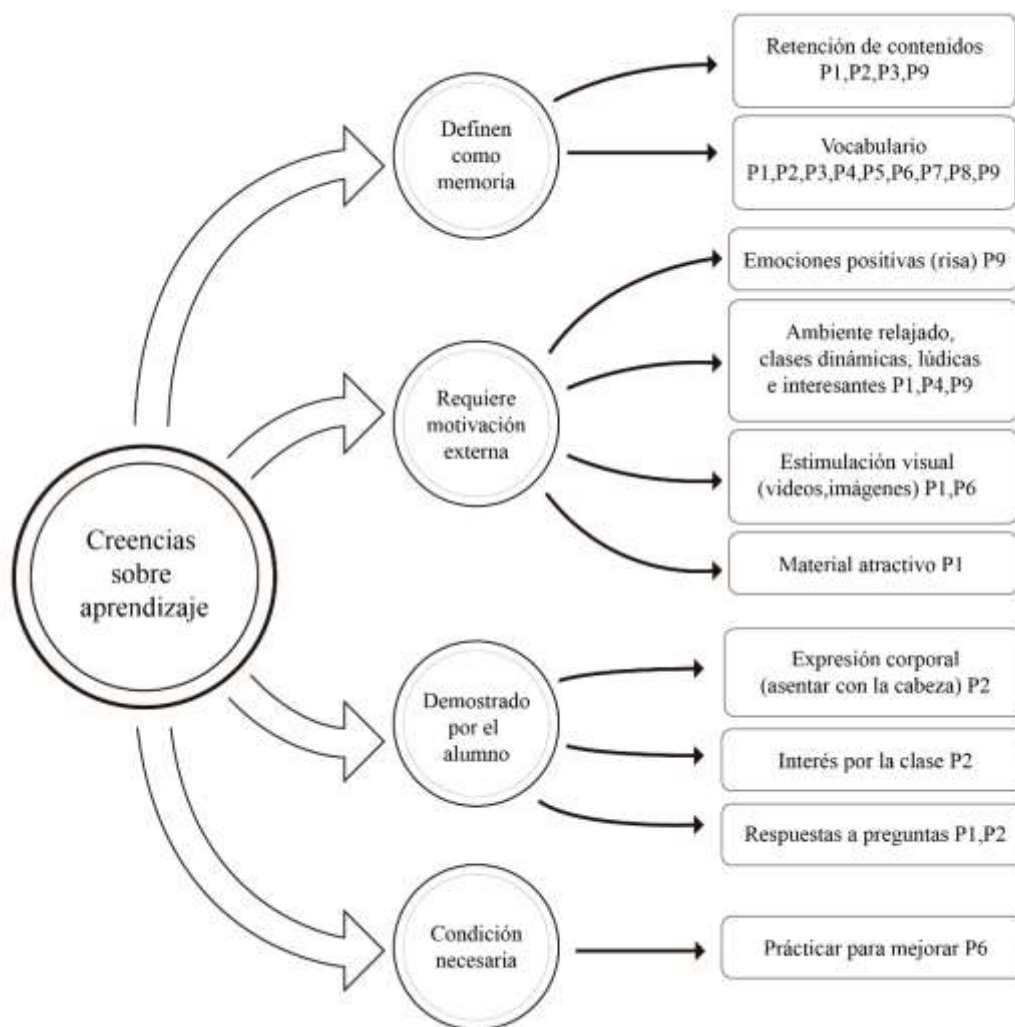 Creencias
sobre
aprendizaje
Definen
como
memoria
Retención de contenidos
P1,P2,P3,P9
Vocabulario
P1,P2,P3,P4,P5,P6,P7,P8,P9
Requiere
motivación
externa
Emociones positivas (risa) P9
Ambiente relajado,
clases dinámicas, lúdicas
e interesantes P1,P4,P9
Estimulación visual
(videos,imágenes) P1,P6
Material atractivo P1
Demostrado
por el
alumno
Expresión corporal
(asentar con la cabeza) P2
Interés por la clase P2
Respuestas a preguntas P1,P2
Condición
necesaria
Prácticar para mejorar P6